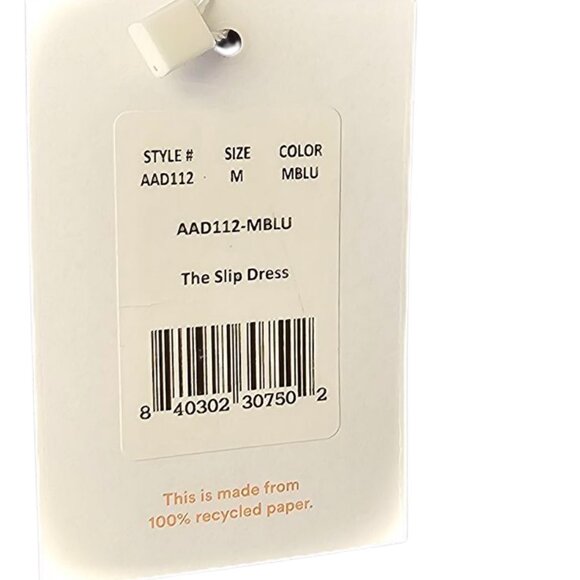 STYLE # SIZE COLOR
AAD112 M MBLU
AAD112-MBLU
The Slip Dress
8 40302 30750 2
This is made from
100% recycled paper.